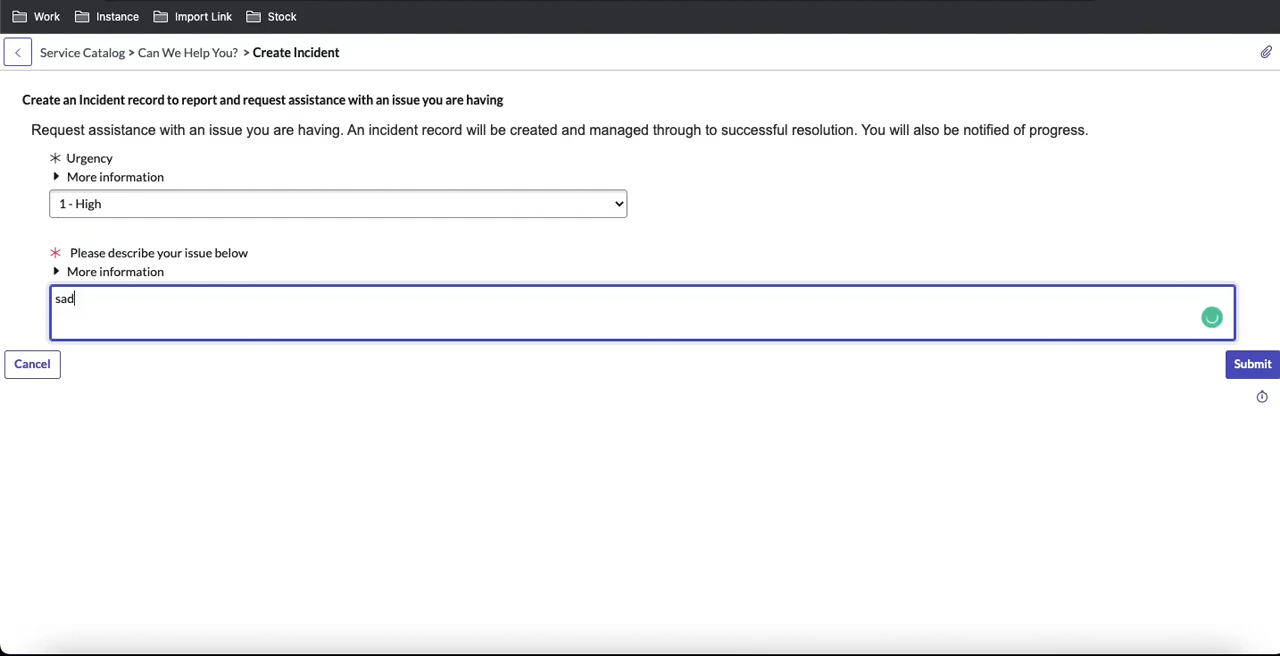 Work Instance Import Link Stock
Service Catalog > Can We Help You? > Create Incident
Create an Incident record to report and request assistance with an issue you are having
Request assistance with an issue you are having. An incident record will be created and managed through to successful resolution. You will also be notified of progress.
Urgency
More information
1 - High
Please describe your issue below
More information
sad
Cancel Submit